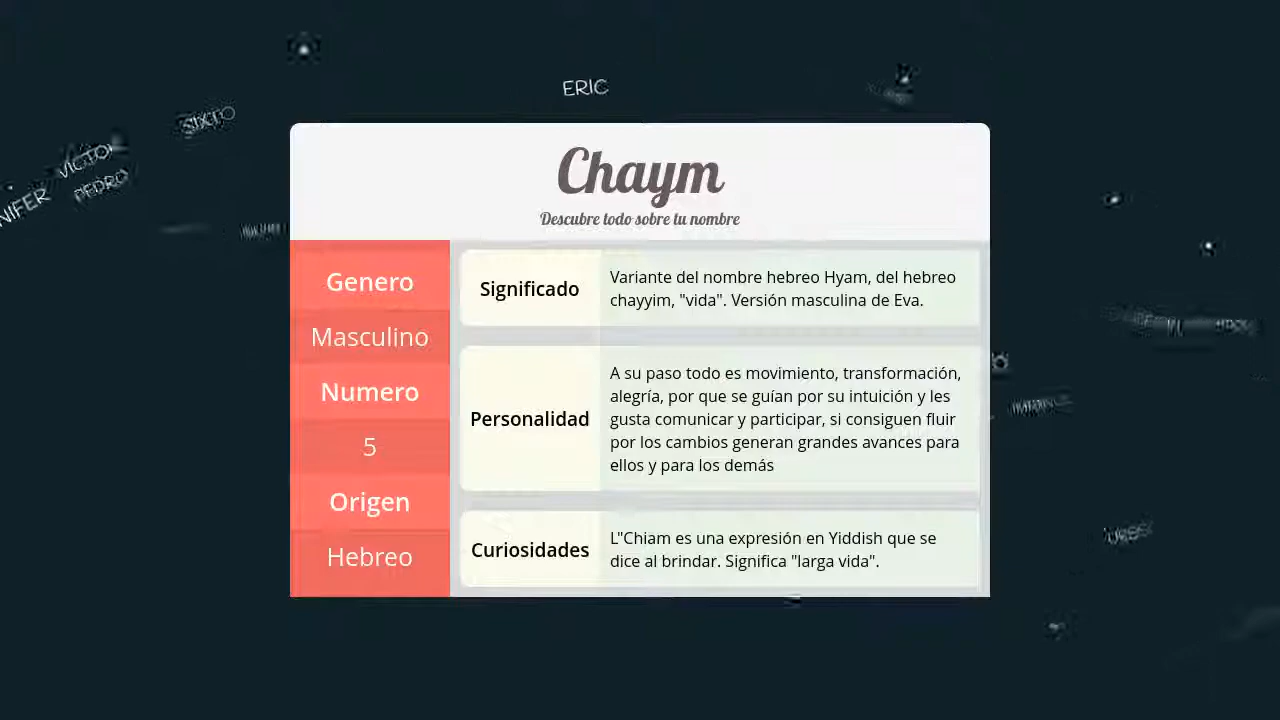 ERIC
SIXTO
VICTOR
PEDRO
NIFER
Chaym
Descubre todo sobre tu nombre
Genero
Masculino
Numero
5
Origen
Hebreo
Significado
Variante del nombre hebreo Hyam, del hebreo
chayyim, "vida". Versión masculina de Eva.
Personalidad
A su paso todo es movimiento, transformación,
alegría, por que se guían por su intuición y les
gusta comunicar y participar, si consiguen fluir
por los cambios generan grandes avances para
ellos y para los demás
Curiosidades
L"Chiam es una expresión en Yiddish que se
dice al brindar. Significa "larga vida".